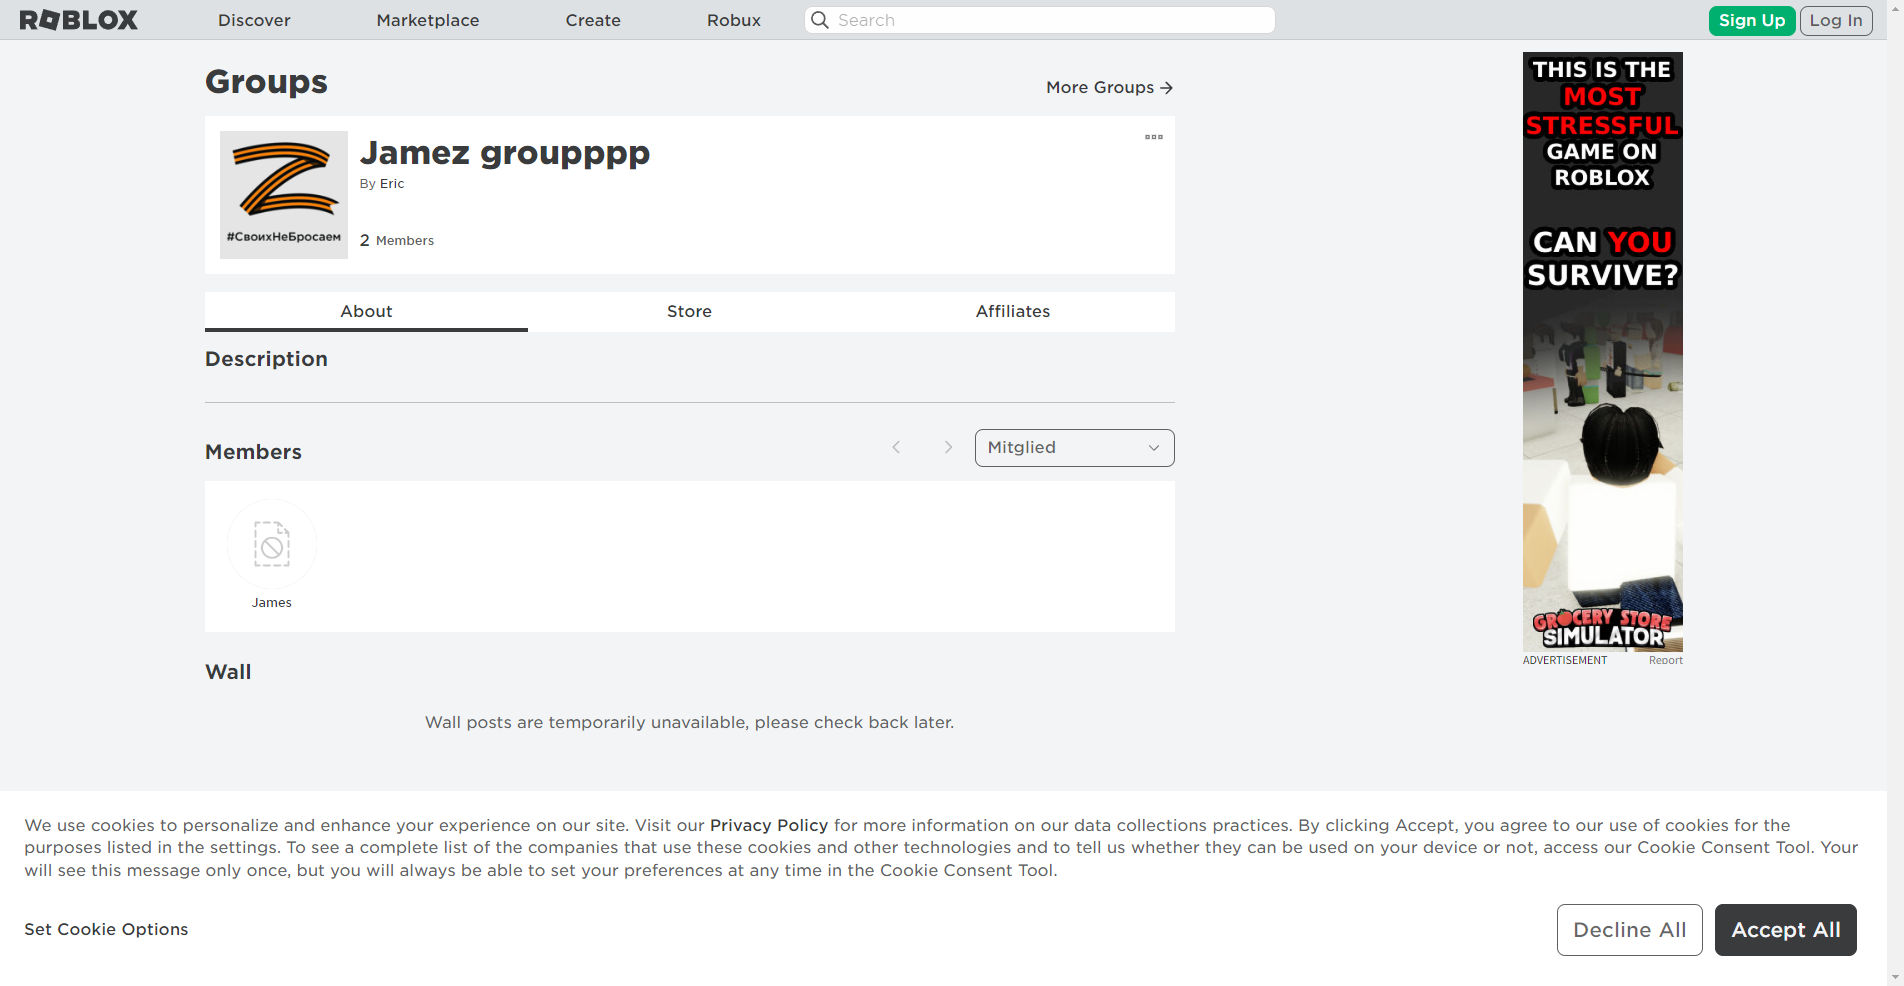 ROBLOX
Discover
Marketplace
Create
Robux
Search
Sign Up
Log In
Groups
More Groups
Jamez groupppp
By Eric
#СвоихНеБросаем
2 Members
About
Store
Affiliates
Description
Members
Mitglied
James
Wall
Wall posts are temporarily unavailable, please check back later.
THIS IS THE
MOST
STRESSFUL
GAME ON
ROBLOX
CAN YOU
SURVIVE?
GROCERY STORE
SIMULATOR
ADVERTISEMENT
Report
We use cookies to personalize and enhance your experience on our site. Visit our Privacy Policy for more information on our data collections practices. By clicking Accept, you agree to our use of cookies for the
purposes listed in the settings. To see a complete list of the companies that use these cookies and other technologies and to tell us whether they can be used on your device or not, access our Cookie Consent Tool. Your
will see this message only once, but you will always be able to set your preferences at any time in the Cookie Consent Tool.
Set Cookie Options
Decline All
Accept All